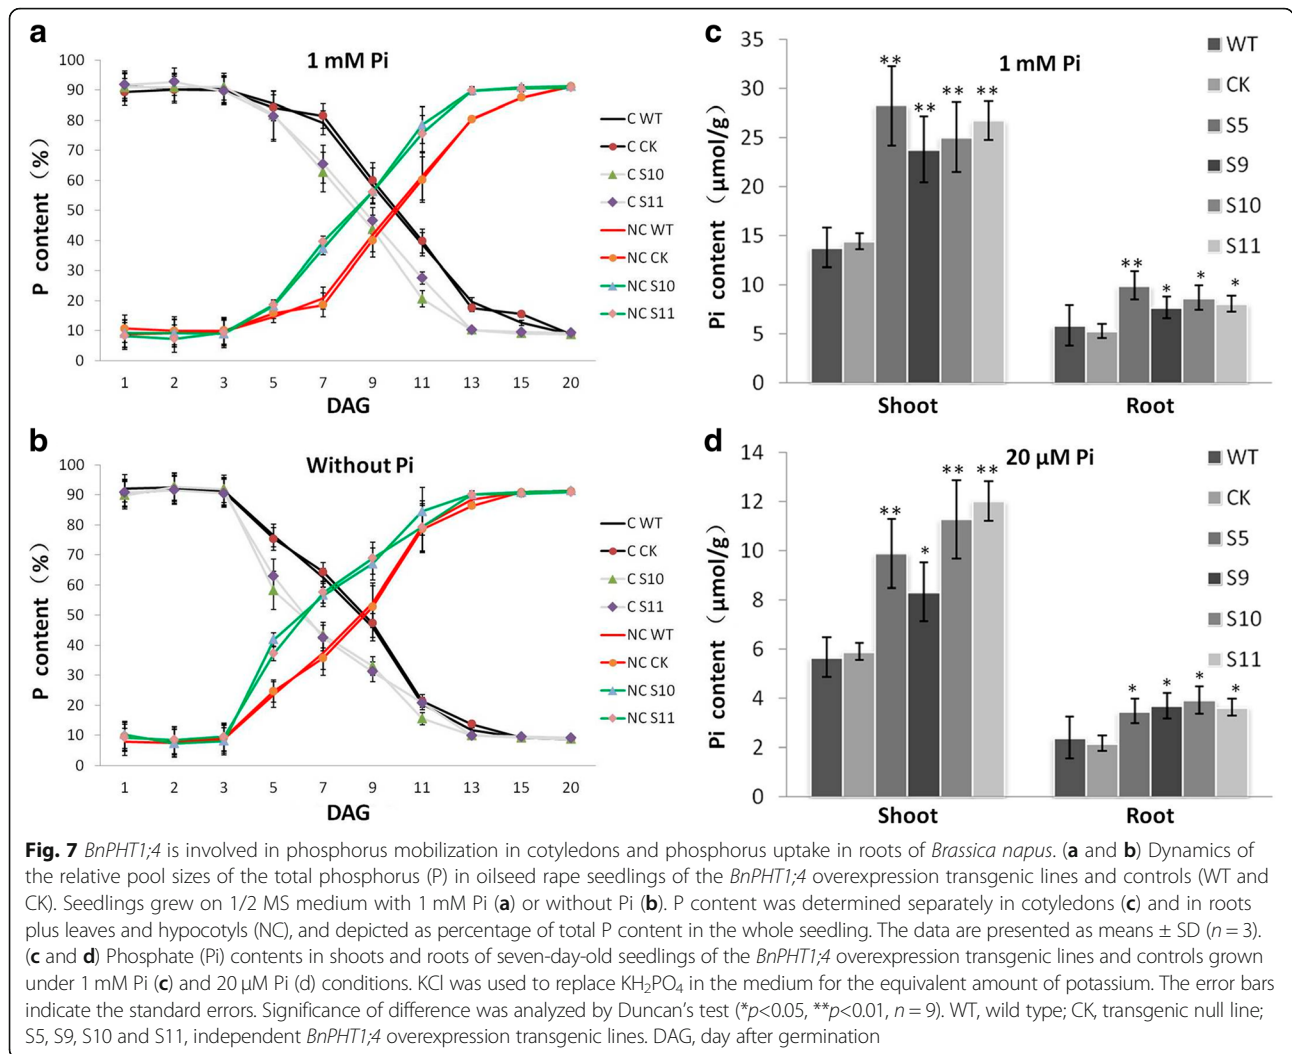 a
1 mM Pi
P content (%)
100
90
80
70
60
50
40
30
20
10
0
1 2 3 5 7 9 11 13 15 20
DAG
C WT
C CK
C S10
C S11
NC WT
NC CK
NC S10
NC S11
b
Without Pi
P content (%)
100
90
80
70
60
50
40
30
20
10
0
1 2 3 5 7 9 11 13 15 20
DAG
C WT
C CK
C S10
C S11
NC WT
NC CK
NC S10
NC S11
c
1 mM Pi
Pi content (μmol/g)
35
30
25
20
15
10
5
0
** ** ** **
** * * *
Shoot Root
WT
CK
S5
S9
S10
S11
d
20 μM Pi
Pi content (μmol/g)
14
12
10
8
6
4
2
0
** * ** **
* * * *
Shoot Root
WT
CK
S5
S9
S10
S11
Fig. 7 BnPHT1;4 is involved in phosphorus mobilization in cotyledons and phosphorus uptake in roots of Brassica napus. (a and b) Dynamics of
the relative pool sizes of the total phosphorus (P) in oilseed rape seedlings of the BnPHT1;4 overexpression transgenic lines and controls (WT and
CK). Seedlings grew on 1/2 MS medium with 1 mM Pi (a) or without Pi (b). P content was determined separately in cotyledons (c) and in roots
plus leaves and hypocotyls (NC), and depicted as percentage of total P content in the whole seedling. The data are presented as means ± SD (n = 3).
(c and d) Phosphate (Pi) contents in shoots and roots of seven-day-old seedlings of the BnPHT1;4 overexpression transgenic lines and controls grown
under 1 mM Pi (c) and 20 μM Pi (d) conditions. KCl was used to replace KH₂PO₄ in the medium for the equivalent amount of potassium. The error bars
indicate the standard errors. Significance of difference was analyzed by Duncan's test (*p<0.05, **p<0.01, n = 9). WT, wild type; CK, transgenic null line;
S5, S9, S10 and S11, independent BnPHT1;4 overexpression transgenic lines. DAG, day after germination